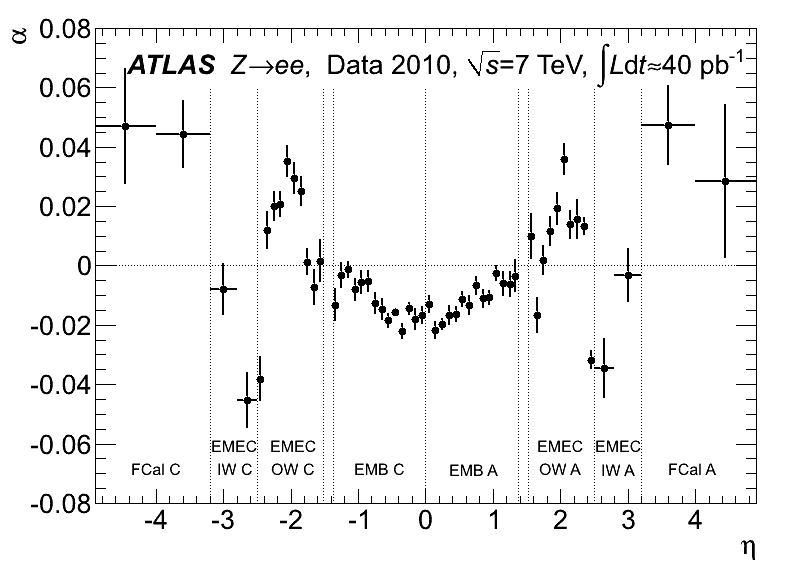 α
0.08
ATLAS Z→ee, Data 2010, √s=7 TeV, ∫Ldt≈40 pb-1
0.06
0.04
0.02
0
-0.02
-0.04
-0.06
-0.08
EMEC EMEC EMEC EMEC
FCal C IW C OW C EMB C EMB A OW A IW A FCal A
-4 -3 -2 -1 0 1 2 3 4
η